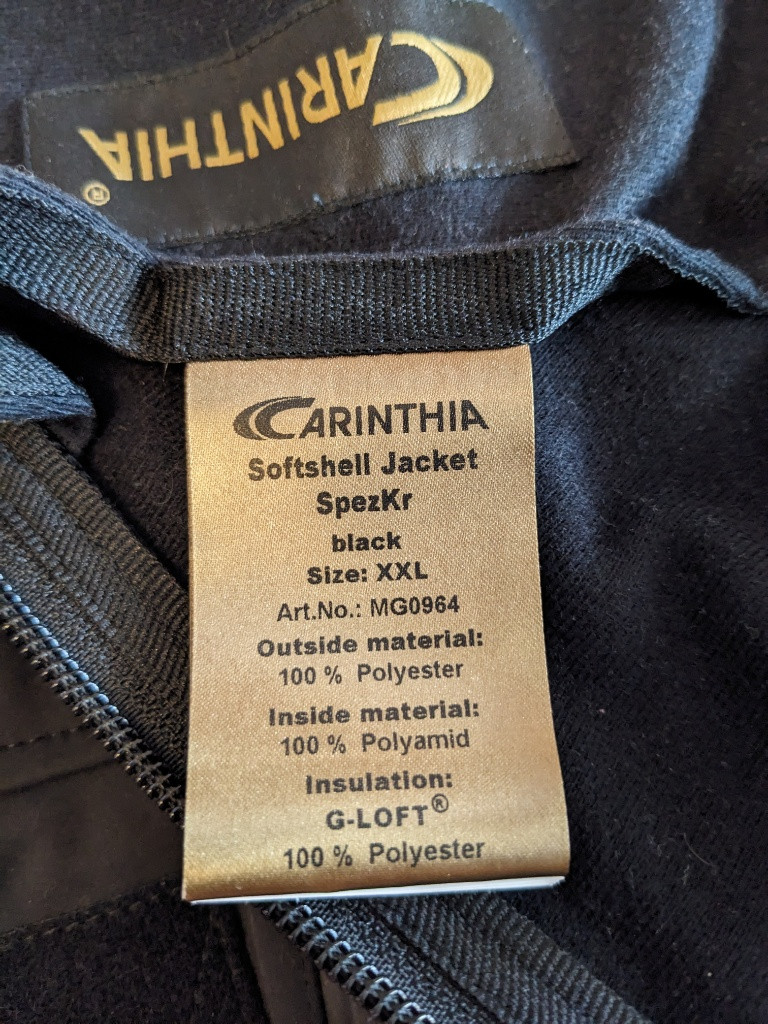 CARINTHIA
®
CARINTHIA
Softshell Jacket
SpezKr
black
Size: XXL
Art.No.: MG0964
Outside material:
100 % Polyester
Inside material:
100 % Polyamid
Insulation:
G-LOFT®
100 % Polyester